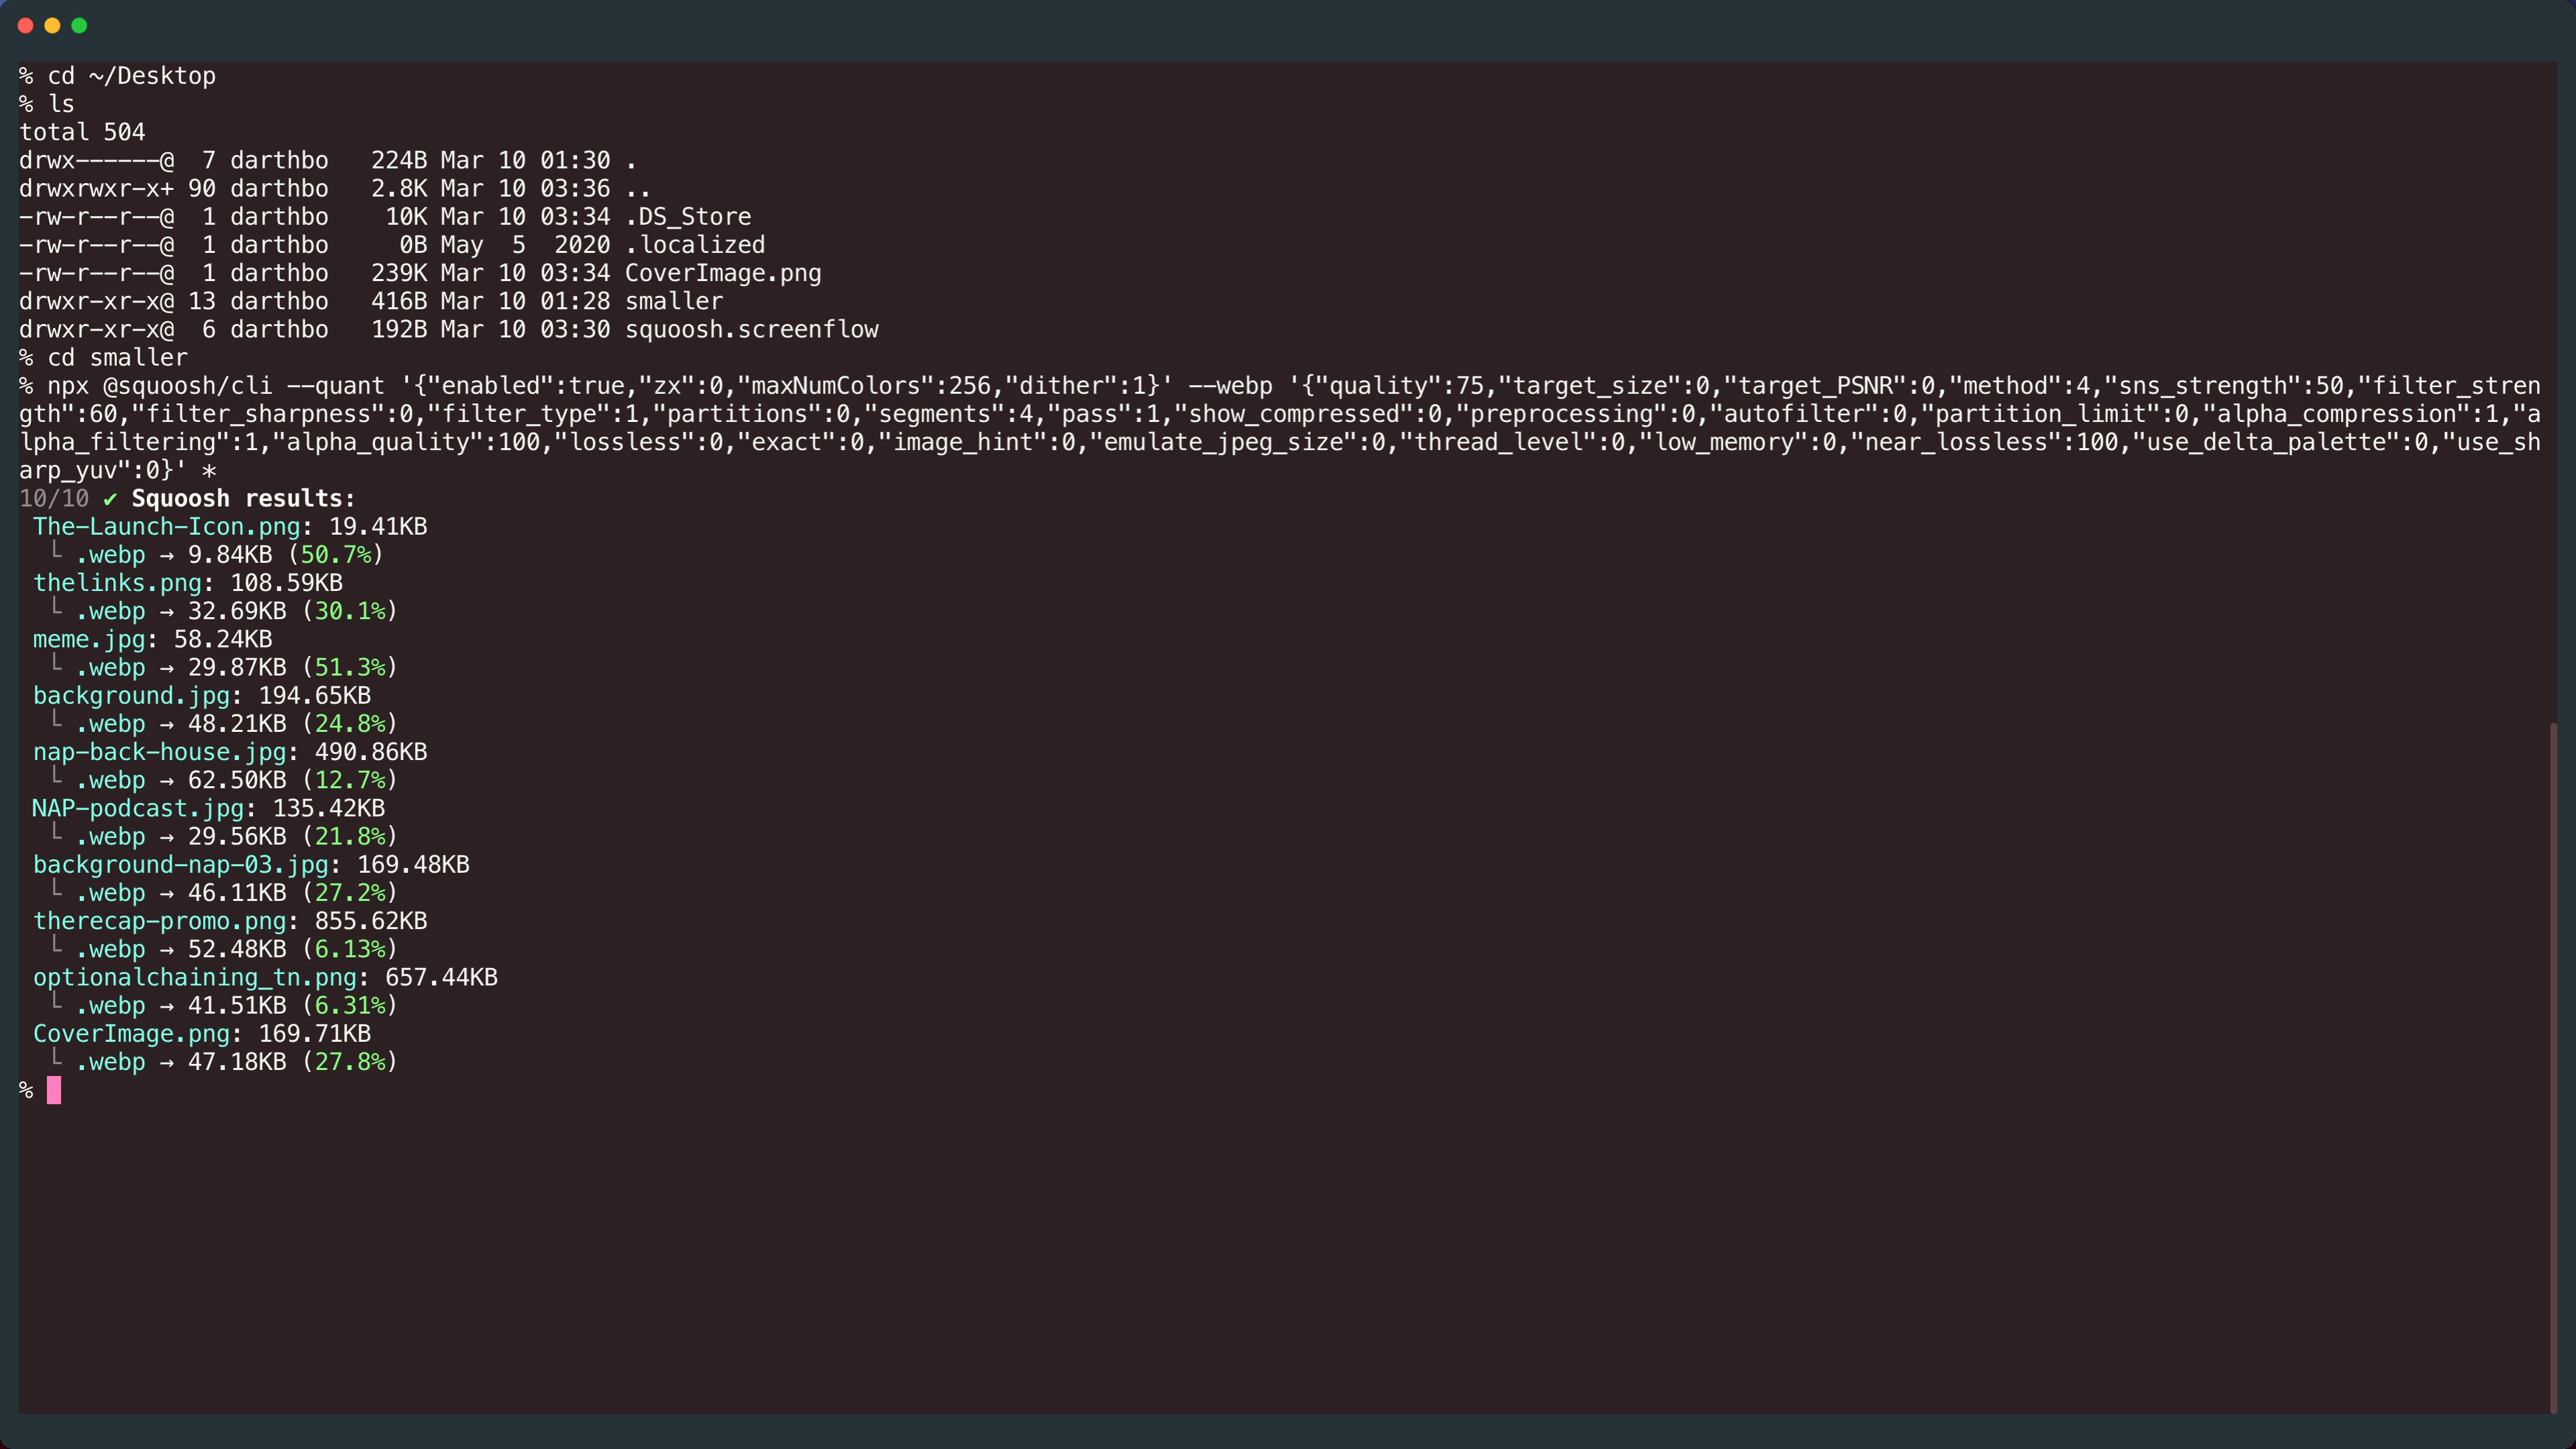 % cd ~/Desktop
% ls
total 504
drwx------@  7 darthbo   224B Mar 10 01:30 .
drwxrwxr-x+ 90 darthbo   2.8K Mar 10 03:36 ..
-rw-r--r--@  1 darthbo    10K Mar 10 03:34 .DS_Store
-rw-r--r--@  1 darthbo     0B May  5  2020 .localized
-rw-r--r--@  1 darthbo   239K Mar 10 03:34 CoverImage.png
drwxr-xr-x@ 13 darthbo   416B Mar 10 01:28 smaller
drwxr-xr-x@  6 darthbo   192B Mar 10 03:30 squoosh.screenflow
% cd smaller
% npx @squoosh/cli --quant '{"enabled":true,"zx":0,"maxNumColors":256,"dither":1}' --webp '{"quality":75,"target_size":0,"target_PSNR":0,"method":4,"sns_strength":50,"filter_stren
gth":60,"filter_sharpness":0,"filter_type":1,"partitions":0,"segments":4,"pass":1,"show_compressed":0,"preprocessing":0,"autofilter":0,"partition_limit":0,"alpha_compression":1,"a
lpha_filtering":1,"alpha_quality":100,"lossless":0,"exact":0,"image_hint":0,"emulate_jpeg_size":0,"thread_level":0,"low_memory":0,"near_lossless":100,"use_delta_palette":0,"use_sh
arp_yuv":0}' *
10/10 ✔ Squoosh results:
 The-Launch-Icon.png: 19.41KB
  └ .webp → 9.84KB (50.7%)
 thelinks.png: 108.59KB
  └ .webp → 32.69KB (30.1%)
 meme.jpg: 58.24KB
  └ .webp → 29.87KB (51.3%)
 background.jpg: 194.65KB
  └ .webp → 48.21KB (24.8%)
 nap-back-house.jpg: 490.86KB
  └ .webp → 62.50KB (12.7%)
 NAP-podcast.jpg: 135.42KB
  └ .webp → 29.56KB (21.8%)
 background-nap-03.jpg: 169.48KB
  └ .webp → 46.11KB (27.2%)
 therecap-promo.png: 855.62KB
  └ .webp → 52.48KB (6.13%)
 optionalchaining_tn.png: 657.44KB
  └ .webp → 41.51KB (6.31%)
 CoverImage.png: 169.71KB
  └ .webp → 47.18KB (27.8%)
%